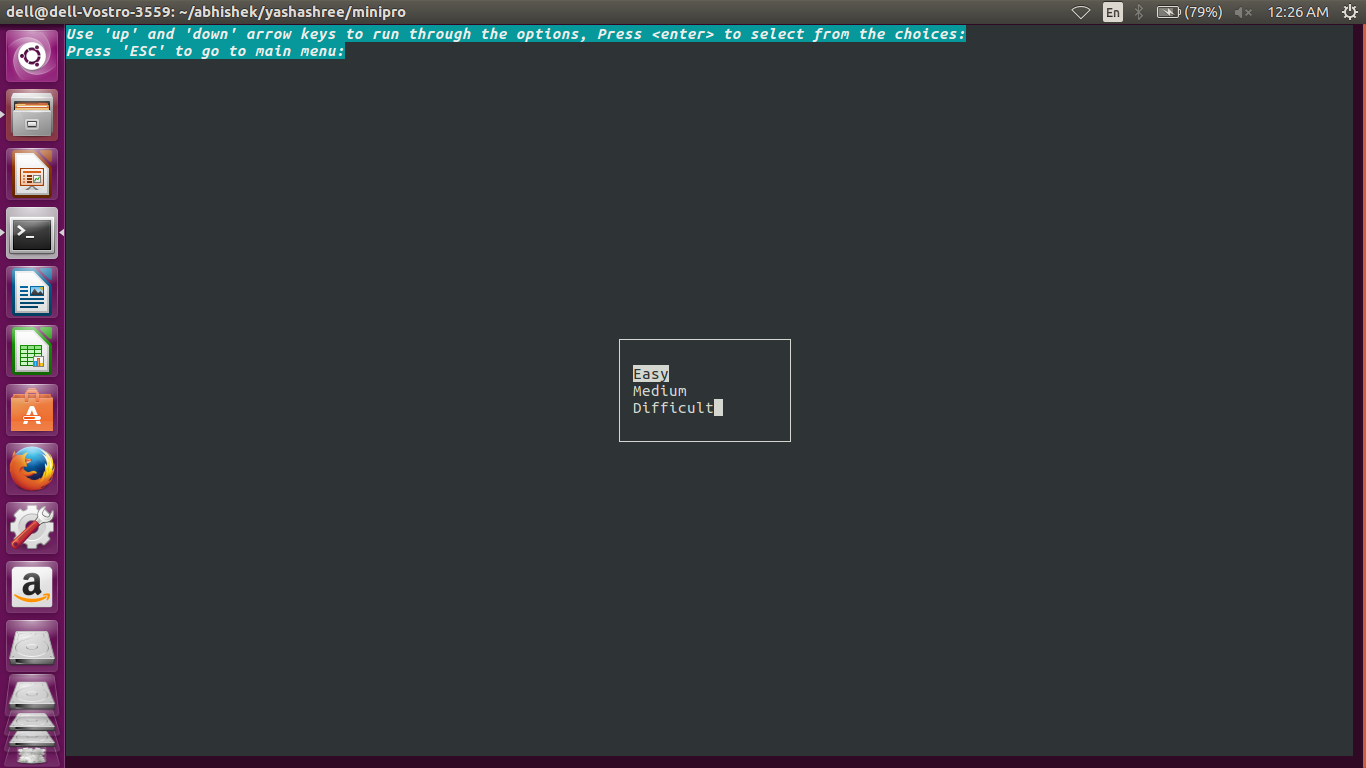 dell@dell-Vostro-3559: ~/abhishek/yashashree/minipro
En
(79%)
12:26 AM
Use 'up' and 'down' arrow keys to run through the options, Press <enter> to select from the choices:
Press 'ESC' to go to main menu:
Easy
Medium
Difficult
>_
A
a